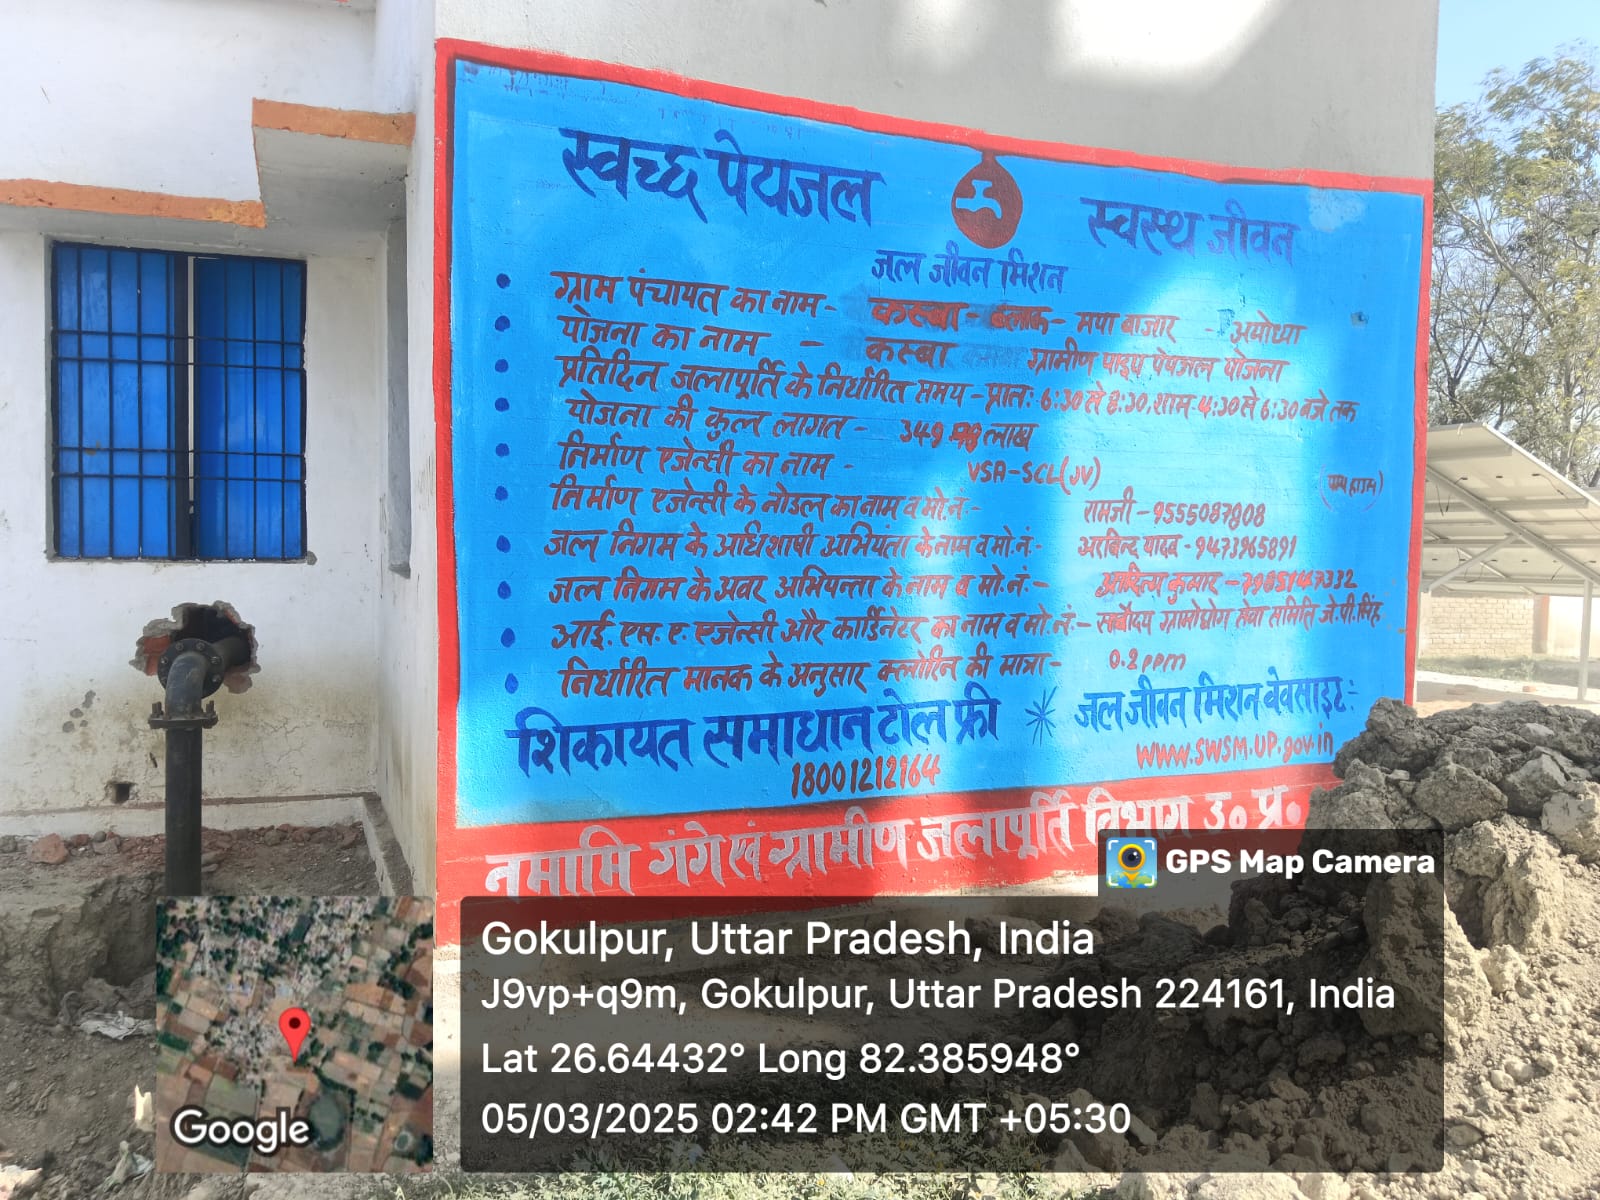 स्वच्छ पेयजल स्वस्थ जीवन
जल जीवन मिशन
ग्राम पंचायत का नाम - कस्बा - ब्लाक - मया बाजार - अयोध्या
योजना का नाम - कस्बा ग्रामीण पाइप पेयजल योजना
प्रतिदिन जलापूर्ति के निर्धारित समय - प्रातः 6:30 से 8:30, शाम 4:30 से 6:30 बजे तक
योजना की कुल लागत - 349 लाख
निर्माण एजेन्सी का नाम - VSA-SCL(JV)
निर्माण एजेन्सी के नोडल का नाम व मो.नं.- रामजी - 9555087808
जल निगम के अधिशाषी अभियंता के नाम व मो.नं.- अरविन्द यादव - 9473965891
जल निगम के अवर अभियन्ता के नाम व मो.नं.- आदित्य कुमार - 7985147332
आई.एस.ए. एजेन्सी और कार्डिनेटर का नाम व मो.नं.- सर्वोदय ग्रामोद्योग सेवा समिति जे.पी.सिंह
निर्धारित मानक के अनुसार क्लोरिन की मात्रा- 0.2 ppm
शिकायत समाधान टोल फ्री ✳ जल जीवन मिशन वेवसाइट:
18001212164 www.swsm.up.gov.in
नमामि गंगे एवं ग्रामीण जलापूर्ति विभाग उ० प्र०
GPS Map Camera
Gokulpur, Uttar Pradesh, India
J9vp+q9m, Gokulpur, Uttar Pradesh 224161, India
Lat 26.64432° Long 82.385948°
05/03/2025 02:42 PM GMT +05:30
Google